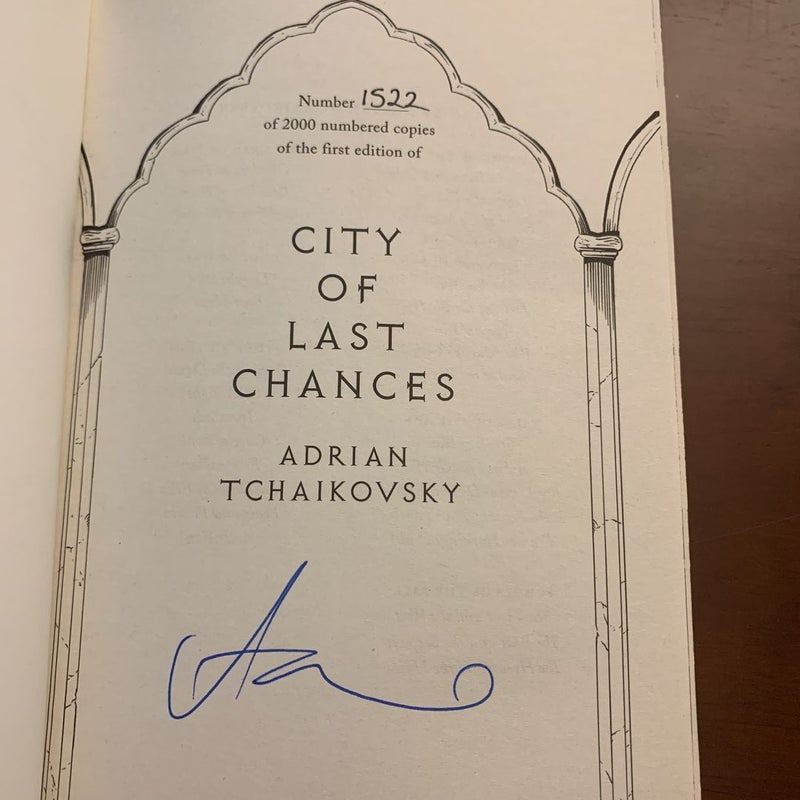 Number 1522
of 2000 numbered copies
of the first edition of
CITY
OF
LAST
CHANCES
ADRIAN
TCHAIKOVSKY